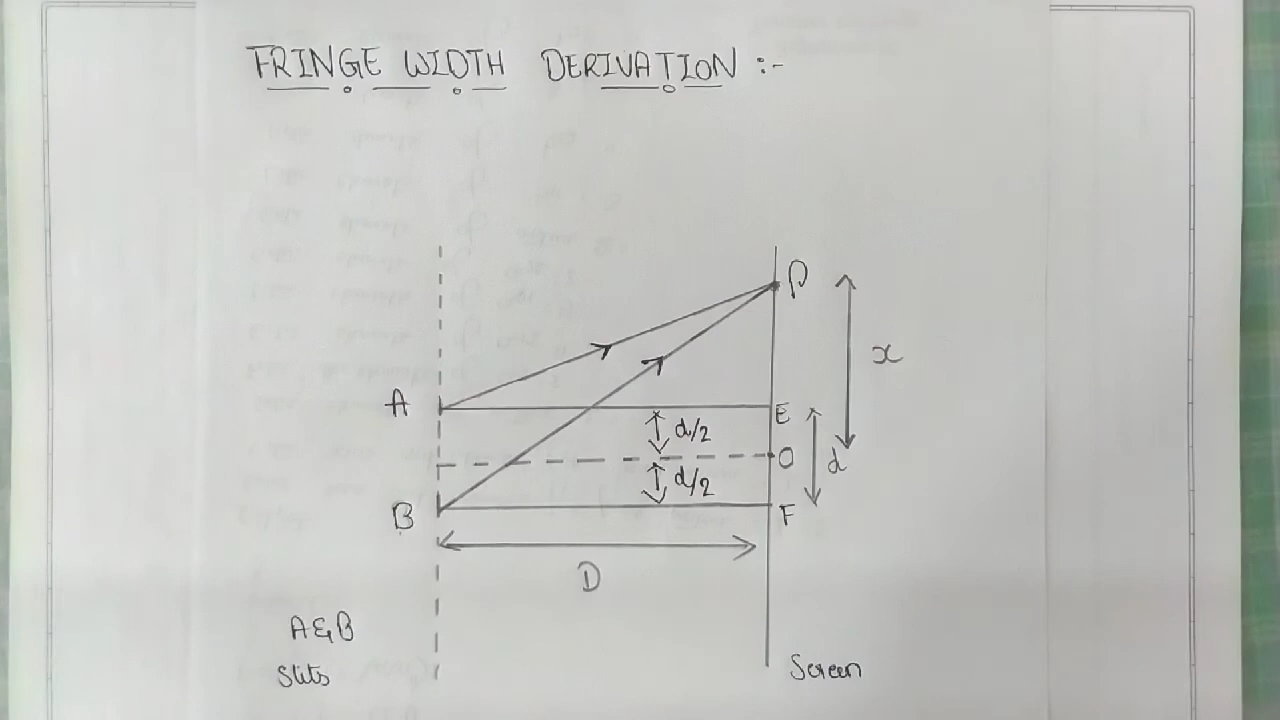 FRINGE WIDTH DERIVATION :-
P
x
A
E
d/2
O
d
d/2
B
F
D
A&B
Slits
Screen